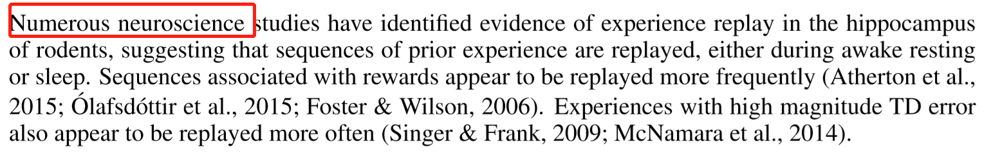 Numerous neuroscience studies have identified evidence of experience replay in the hippocampus
of rodents, suggesting that sequences of prior experience are replayed, either during awake resting
or sleep. Sequences associated with rewards appear to be replayed more frequently (Atherton et al.,
2015; Ólafsdóttir et al., 2015; Foster & Wilson, 2006). Experiences with high magnitude TD error
also appear to be replayed more often (Singer & Frank, 2009; McNamara et al., 2014).